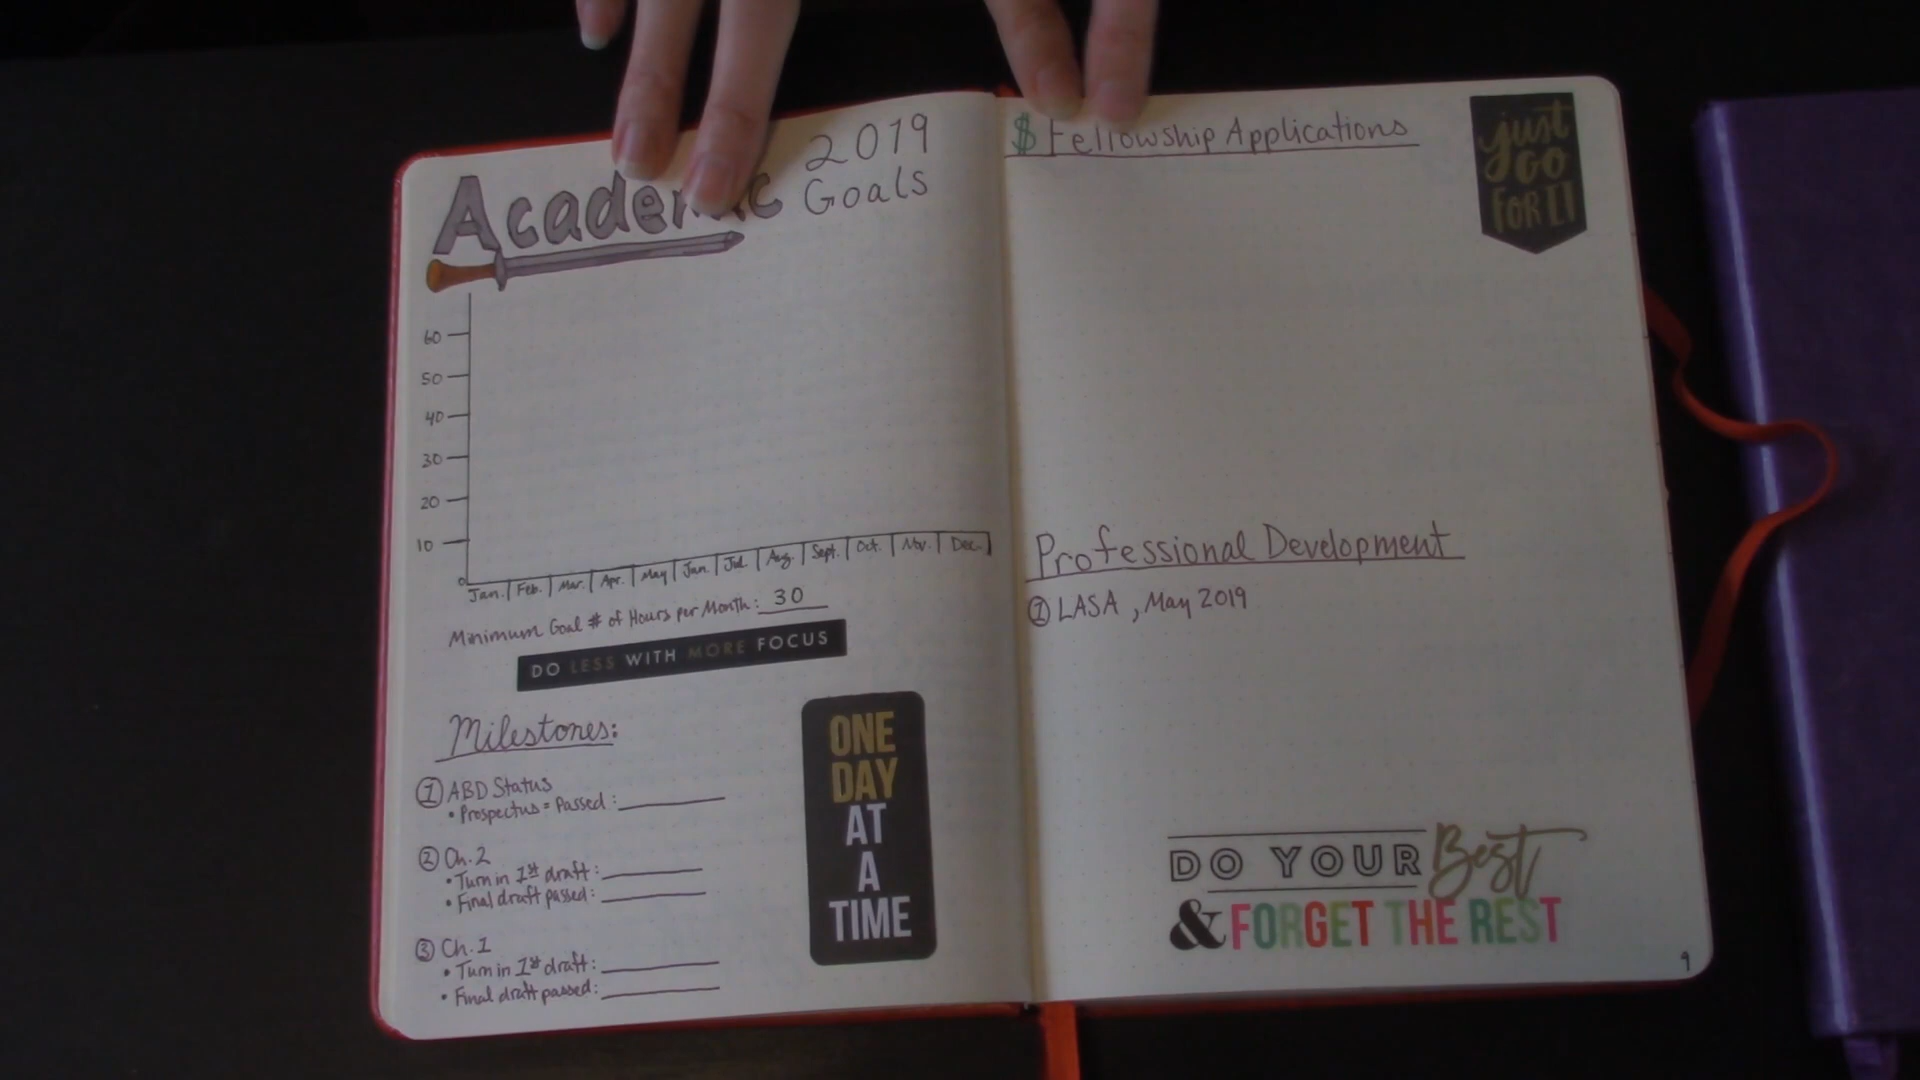 2019
Academic Goals
60
50
40
30
20
10
0
Jan. Feb. Mar. Apr. May Jun. Jul. Aug. Sept. Oct. Nov. Dec.
Minimum Goal # of Hours per Month: 30
DO LESS WITH MORE FOCUS
Milestones:
① ABD Status
• Prospectus = Passed:
② Ch. 2
• Turn in 1st draft:
• Final draft passed:
③ Ch. 1
• Turn in 1st draft:
• Final draft passed:
ONE
DAY
AT
A
TIME
$ Fellowship Applications
just
GO
FOR IT
Professional Development
① LASA, May 2019
DO YOUR Best
& FORGET THE REST
9